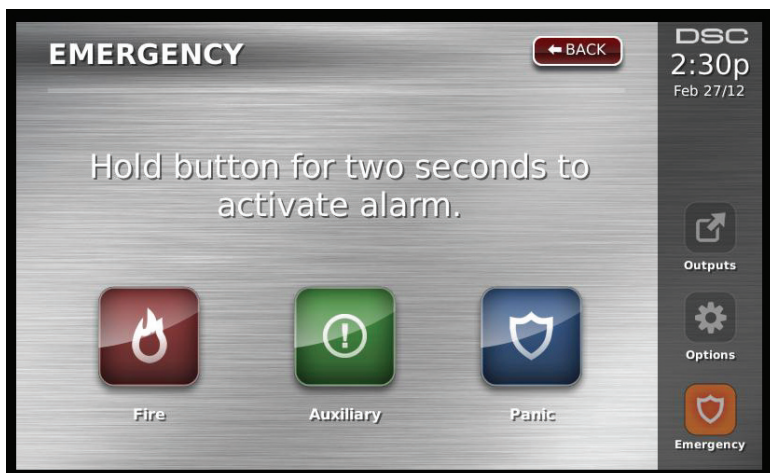 EMERGENCY
BACK
DSC
2:30p
Feb 27/12
Hold button for two seconds to
activate alarm.
Outputs
Options
Fire
Auxiliary
Panic
Emergency